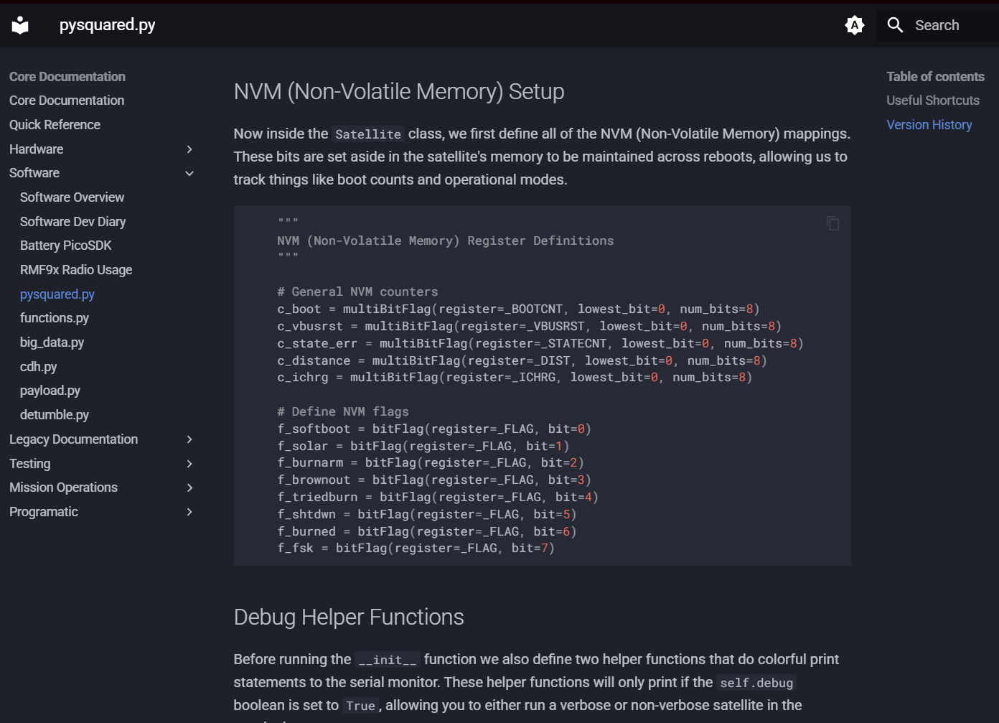 pysquared.py
Search
Core Documentation
Core Documentation
Quick Reference
Hardware
Software
Software Overview
Software Dev Diary
Battery PicoSDK
RMF9x Radio Usage
pysquared.py
functions.py
big_data.py
cdh.py
payload.py
detumble.py
Legacy Documentation
Testing
Mission Operations
Programatic
NVM (Non-Volatile Memory) Setup
Now inside the Satellite class, we first define all of the NVM (Non-Volatile Memory) mappings.
These bits are set aside in the satellite's memory to be maintained across reboots, allowing us to
track things like boot counts and operational modes.
"""
NVM (Non-Volatile Memory) Register Definitions
"""
# General NVM counters
c_boot = multiBitFlag(register=_BOOTCNT, lowest_bit=0, num_bits=8)
c_vbusrst = multiBitFlag(register=_VBUSRST, lowest_bit=0, num_bits=8)
c_state_err = multiBitFlag(register=_STATECNT, lowest_bit=0, num_bits=8)
c_distance = multiBitFlag(register=_DIST, lowest_bit=0, num_bits=8)
c_ichrg = multiBitFlag(register=_ICHRG, lowest_bit=0, num_bits=8)
# Define NVM flags
f_softboot = bitFlag(register=_FLAG, bit=0)
f_solar = bitFlag(register=_FLAG, bit=1)
f_burnarm = bitFlag(register=_FLAG, bit=2)
f_brownout = bitFlag(register=_FLAG, bit=3)
f_triedburn = bitFlag(register=_FLAG, bit=4)
f_shtdwn = bitFlag(register=_FLAG, bit=5)
f_burned = bitFlag(register=_FLAG, bit=6)
f_fsk = bitFlag(register=_FLAG, bit=7)
Debug Helper Functions
Before running the __init__ function we also define two helper functions that do colorful print
statements to the serial monitor. These helper functions will only print if the self.debug
boolean is set to True, allowing you to either run a verbose or non-verbose satellite in the
Table of contents
Useful Shortcuts
Version History
A